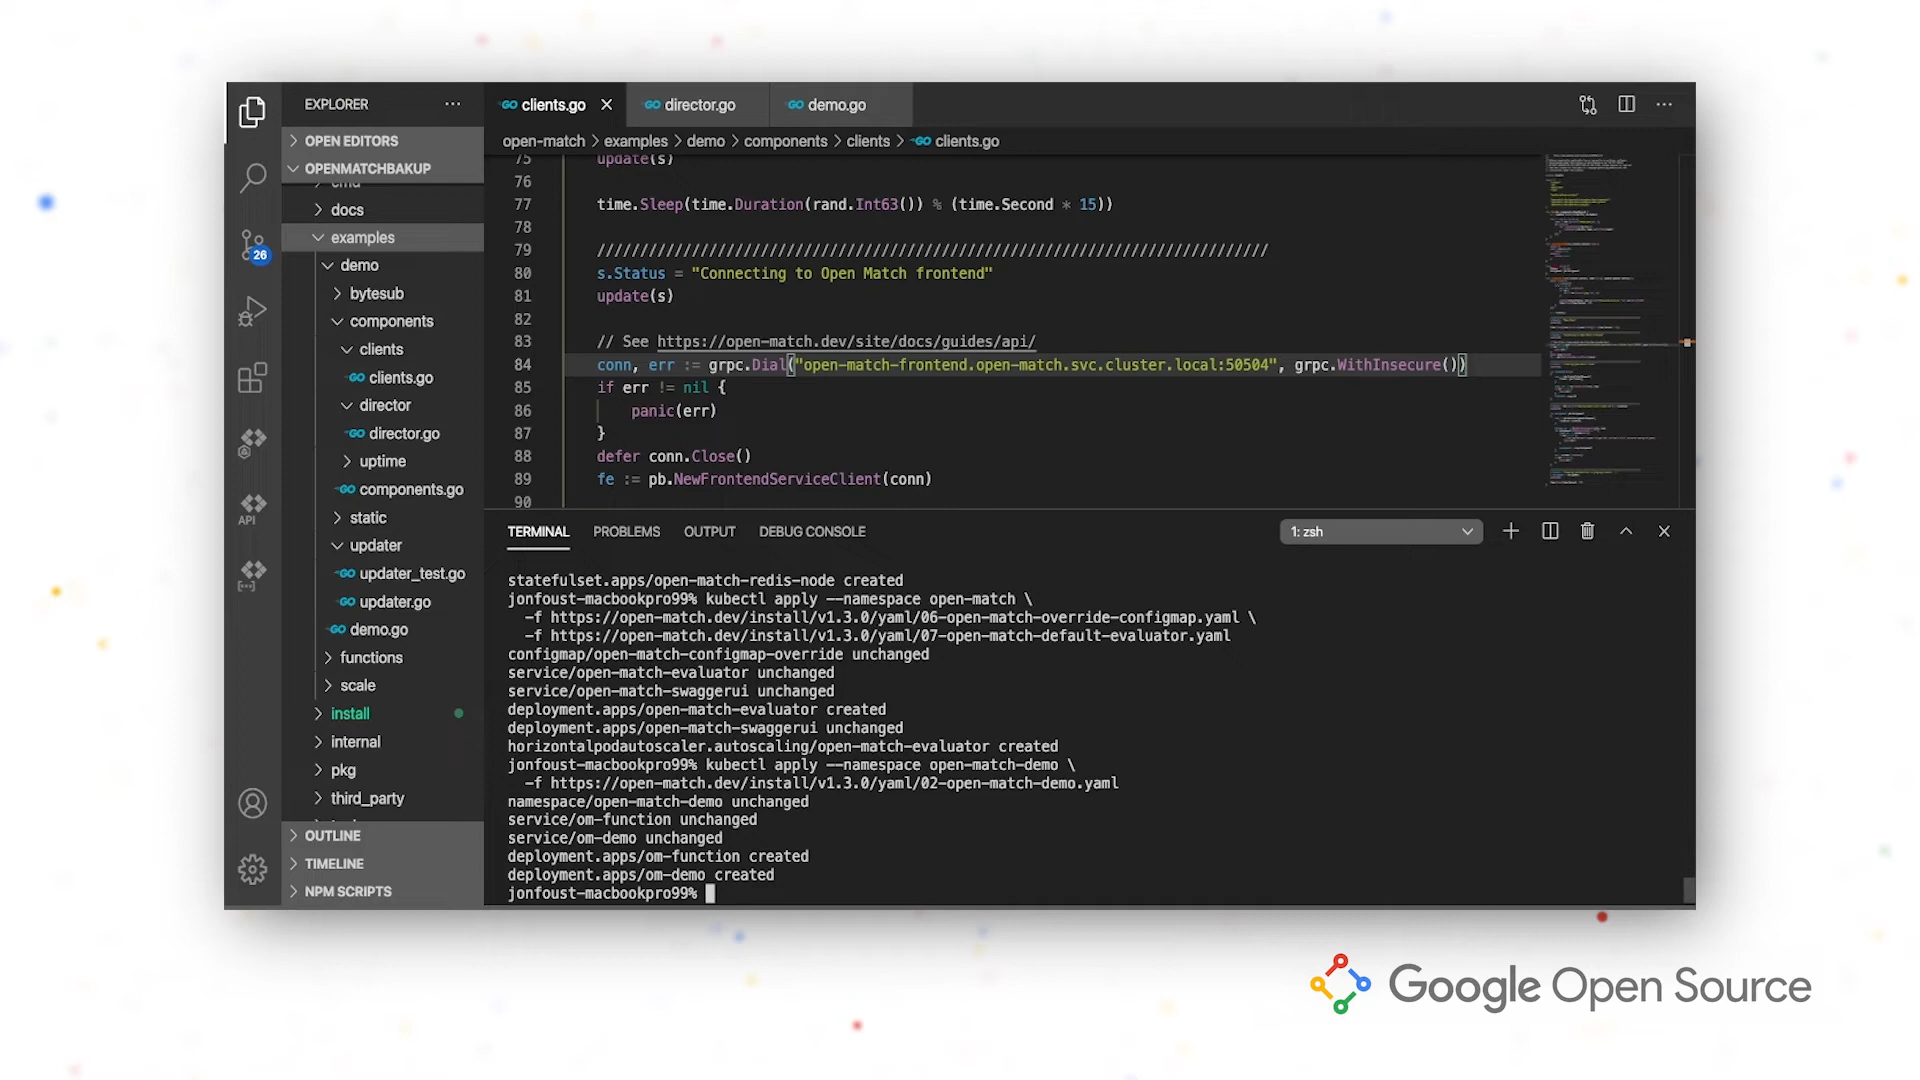 EXPLORER
OPEN EDITORS
OPENMATCHBAKUP
cmd
docs
examples
demo
bytesub
components
clients
clients.go
director
director.go
uptime
components.go
static
updater
updater_test.go
updater.go
demo.go
functions
scale
install
internal
pkg
third_party
OUTLINE
TIMELINE
NPM SCRIPTS
26
API
clients.go
director.go
demo.go
open-match > examples > demo > components > clients > clients.go
75 update(s)
76
77 time.Sleep(time.Duration(rand.Int63()) % (time.Second * 15))
78
79 ///////////////////////////////////////////////////////////////////////////////
80 s.Status = "Connecting to Open Match frontend"
81 update(s)
82
83 // See https://open-match.dev/site/docs/guides/api/
84 conn, err := grpc.Dial("open-match-frontend.open-match.svc.cluster.local:50504", grpc.WithInsecure())
85 if err != nil {
86 panic(err)
87 }
88 defer conn.Close()
89 fe := pb.NewFrontendServiceClient(conn)
90
TERMINAL PROBLEMS OUTPUT DEBUG CONSOLE 1: zsh
statefulset.apps/open-match-redis-node created
jonfoust-macbookpro99% kubectl apply --namespace open-match \
-f https://open-match.dev/install/v1.3.0/yaml/06-open-match-override-configmap.yaml \
-f https://open-match.dev/install/v1.3.0/yaml/07-open-match-default-evaluator.yaml
configmap/open-match-configmap-override unchanged
service/open-match-evaluator unchanged
service/open-match-swaggerui unchanged
deployment.apps/open-match-evaluator created
deployment.apps/open-match-swaggerui unchanged
horizontalpodautoscaler.autoscaling/open-match-evaluator created
jonfoust-macbookpro99% kubectl apply --namespace open-match-demo \
-f https://open-match.dev/install/v1.3.0/yaml/02-open-match-demo.yaml
namespace/open-match-demo unchanged
service/om-function unchanged
service/om-demo unchanged
deployment.apps/om-function created
deployment.apps/om-demo created
jonfoust-macbookpro99%
Google Open Source